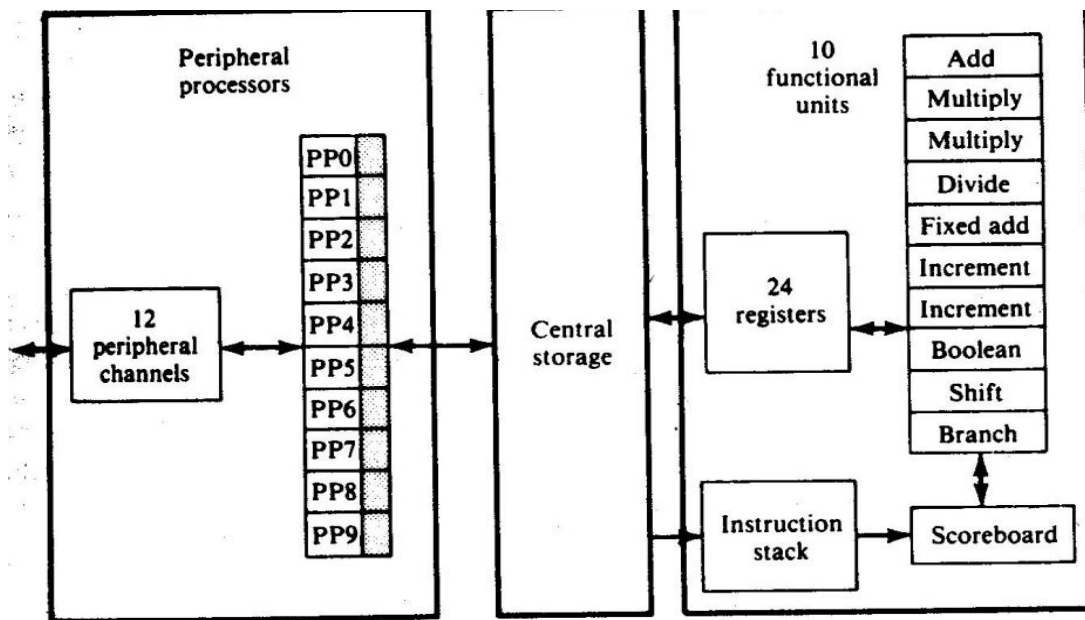 Peripheral
processors
PP0
PP1
PP2
PP3
PP4
PP5
PP6
PP7
PP8
PP9
12
peripheral
channels
Central
storage
10
functional
units
Add
Multiply
Multiply
Divide
Fixed add
Increment
Increment
Boolean
Shift
Branch
24
registers
Instruction
stack
Scoreboard